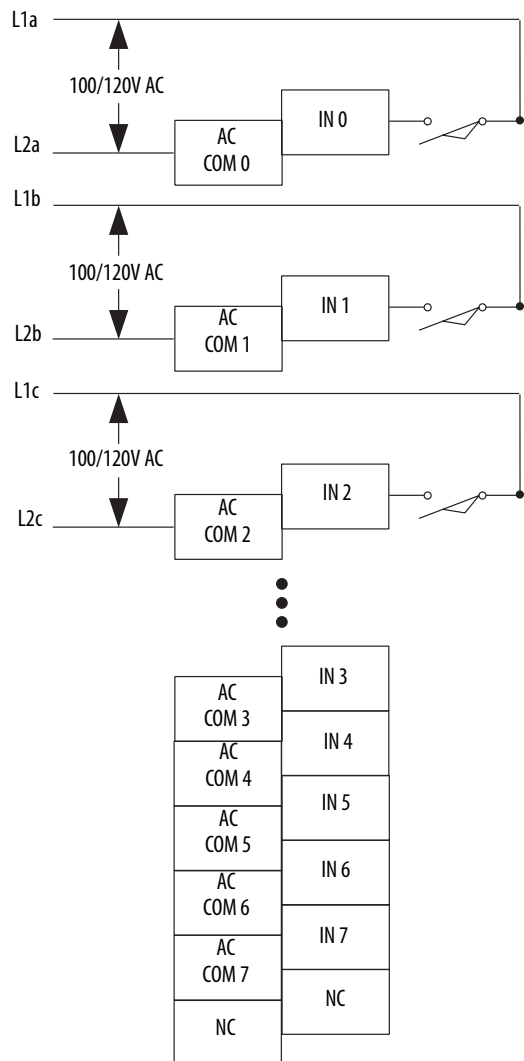 L1a
100/120V AC
IN 0
AC
COM 0
L2a
L1b
100/120V AC
IN 1
AC
COM 1
L2b
L1c
100/120V AC
IN 2
AC
COM 2
L2c
IN 3
AC
COM 3
IN 4
AC
COM 4
IN 5
AC
COM 5
IN 6
AC
COM 6
IN 7
AC
COM 7
NC
NC